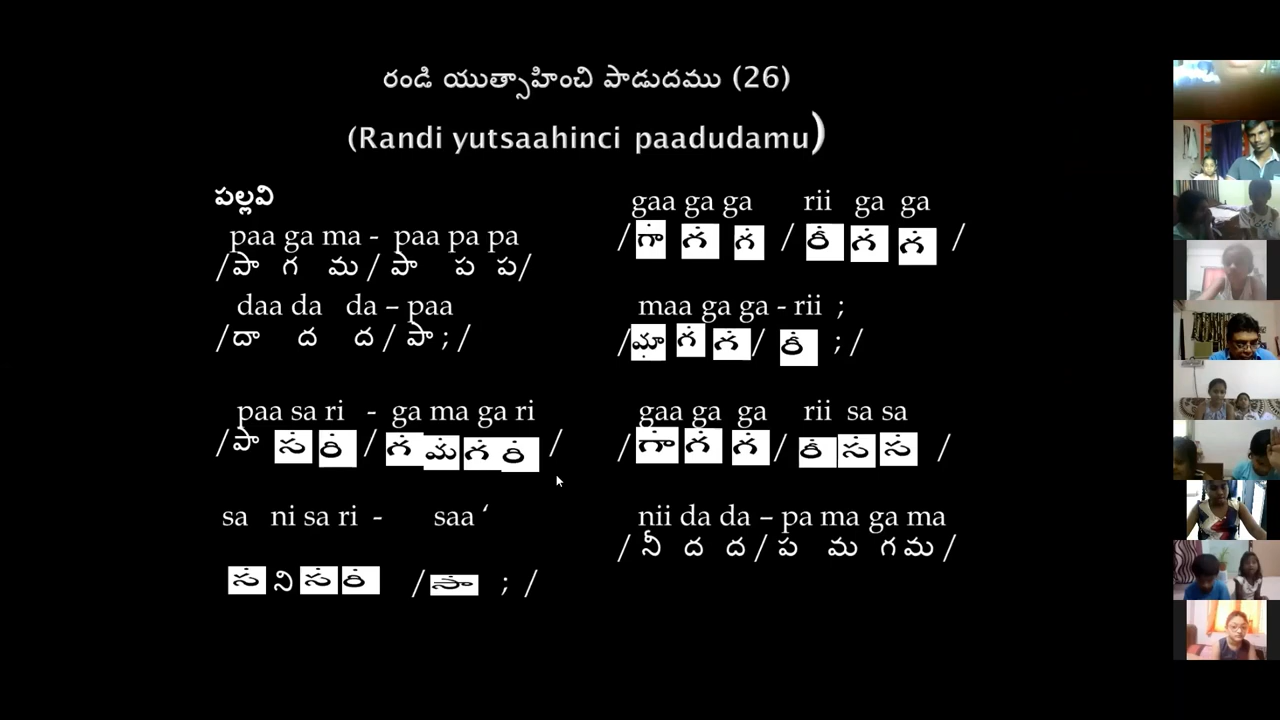 రండి యుత్సాహించి పాడుదము (26)
(Randi yutsaahinci paadudamu)
పల్లవి
paa ga ma - paa pa pa
/పా గ మ / పా ప ప/
daa da da – paa
/దా ద ద / పా ; /
paa sa ri - ga ma ga ri
/పా స̇ రి̇ / గ̇ మ̇ గ̇ రి̇ /
sa ni sa ri - saa ‘
స̇ ని స̇ రి̇ / సా̇ ; /
gaa ga ga rii ga ga
/ గా̇ గ̇ గ̇ / రీ̇ గ̇ గ̇ /
maa ga ga - rii ;
/మా̇ గ̇ గ̇ / రీ̇ ; /
gaa ga ga rii sa sa
/ గా̇ గ̇ గ̇ / రీ̇ స̇ స̇ /
nii da da – pa ma ga ma
/ నీ ద ద / ప మ గ మ /